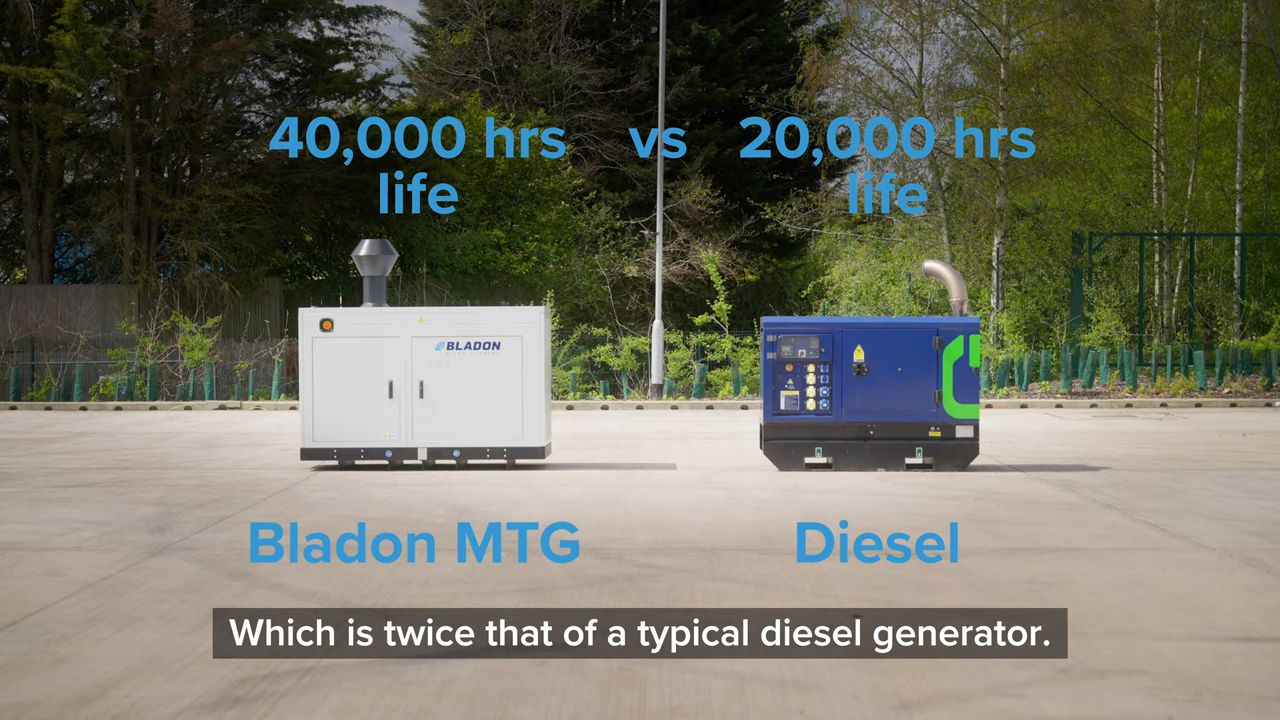 40,000 hrs life
vs
20,000 hrs life
BLADON
Bladon MTG
Diesel
Which is twice that of a typical diesel generator.